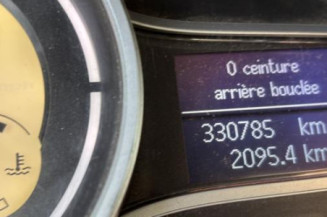 0 ceinture
arrière bouclée
330785 km
2095.4 km